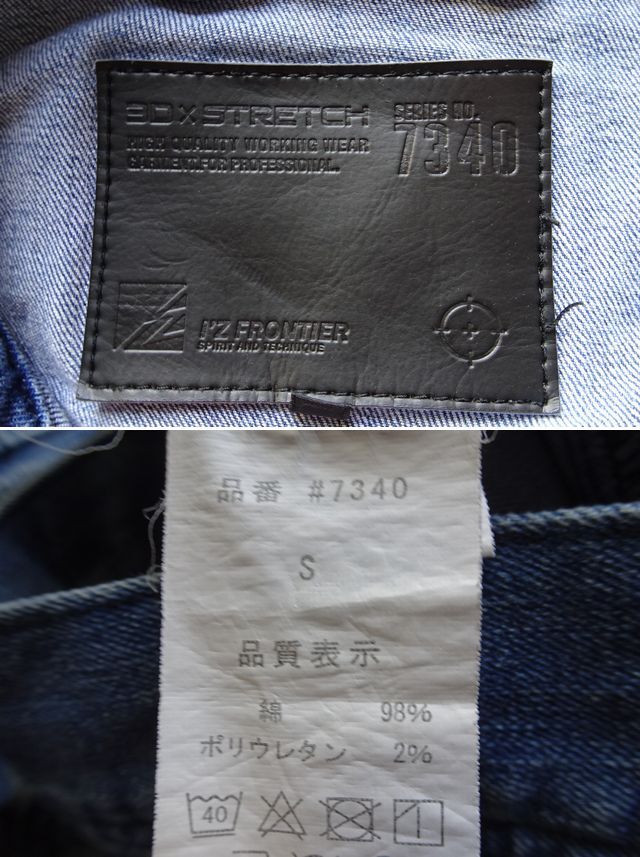 3D×STRETCH
HIGH QUALITY WORKING WEAR
GARMENT.FOR PROFESSIONAL.
SERIES NO.
7340
I'Z FRONTIER
SPIRIT AND TECHNIQUE
品番 #7340
S
品質表示
綿 98%
ポリウレタン 2%
40